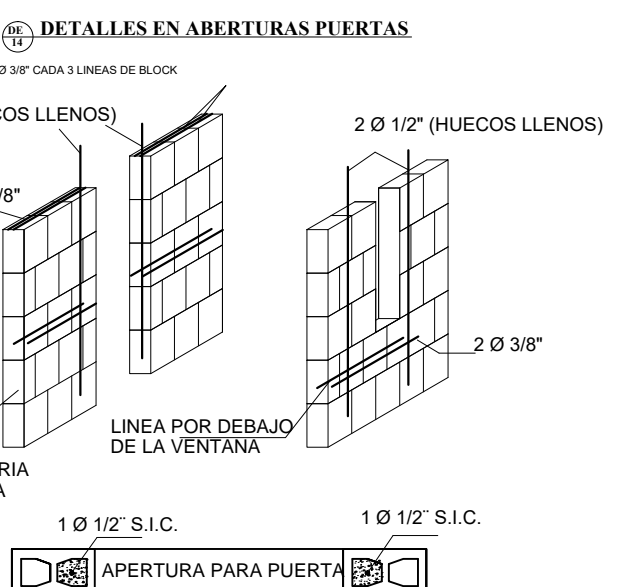 DE
14
DETALLES EN ABERTURAS PUERTAS
Ø 3/8" CADA 3 LINEAS DE BLOCK
LLENOS)
2 Ø 1/2" (HUECOS LLENOS)
/8"
2 Ø 3/8"
LINEA POR DEBAJO
DE LA VENTANA
1 Ø 1/2¨ S.I.C.
1 Ø 1/2¨ S.I.C.
APERTURA PARA PUERTA